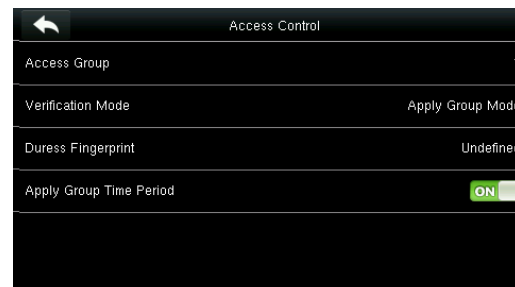 Access Control
Access Group
Verification Mode Apply Group Mod
Duress Fingerprint Undefine
Apply Group Time Period ON